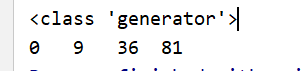 <class 'generator'>
0 9 36 81